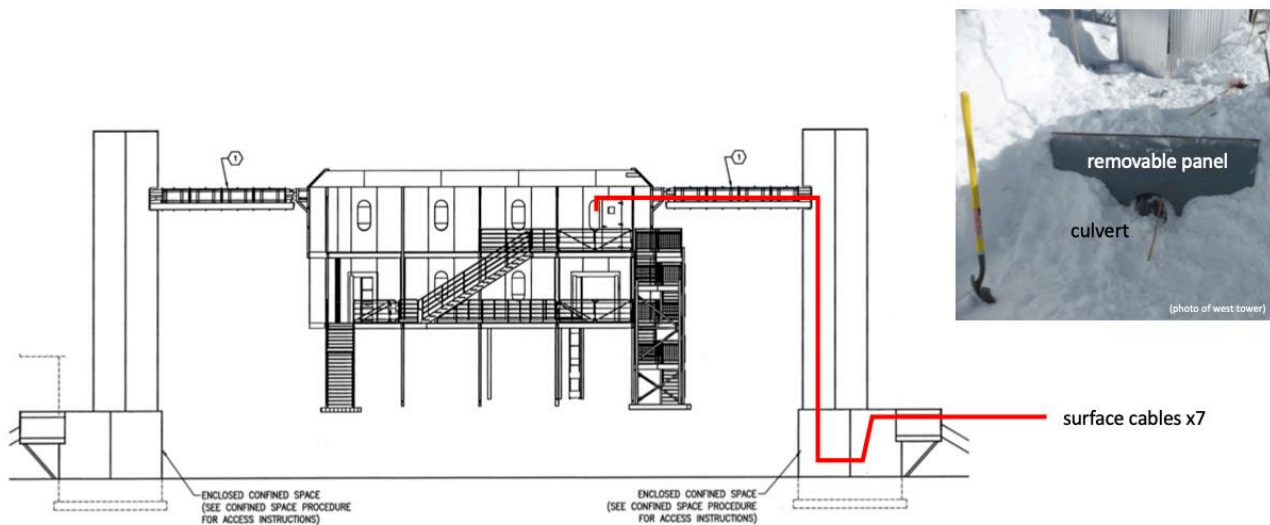 removable panel
culvert
(photo of west tower)
1
1
surface cables x7
ENCLOSED CONFINED SPACE
(SEE CONFINED SPACE PROCEDURE
FOR ACCESS INSTRUCTIONS)
ENCLOSED CONFINED SPACE
(SEE CONFINED SPACE PROCEDURE
FOR ACCESS INSTRUCTIONS)